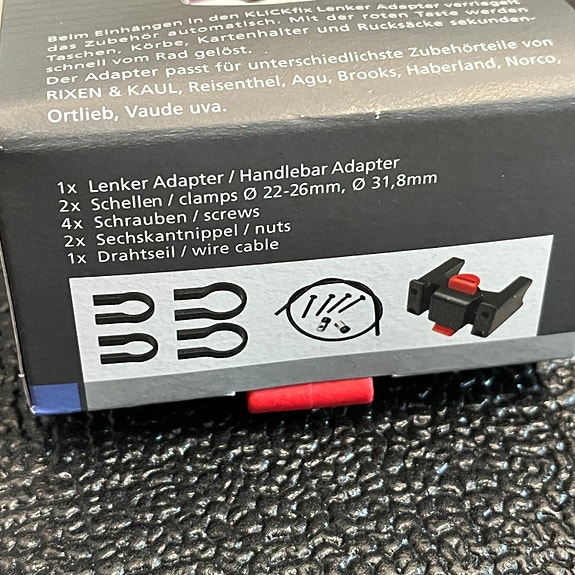 Beim Einhängen in den KLICKfix Lenker Adapter verriegelt
das Zubehör automatisch. Mit der roten Taste werden
Taschen, Körbe, Kartenhalter und Rucksäcke sekunden-
schnell vom Rad gelöst.
Der Adapter passt für unterschiedlichste Zubehörteile von
RIXEN & KAUL, Reisenthel, Agu, Brooks, Haberland, Norco,
Ortlieb, Vaude uva.
1x Lenker Adapter / Handlebar Adapter
2x Schellen / clamps Ø 22-26mm, Ø 31,8mm
4x Schrauben / screws
2x Sechskantnippel / nuts
1x Drahtseil / wire cable